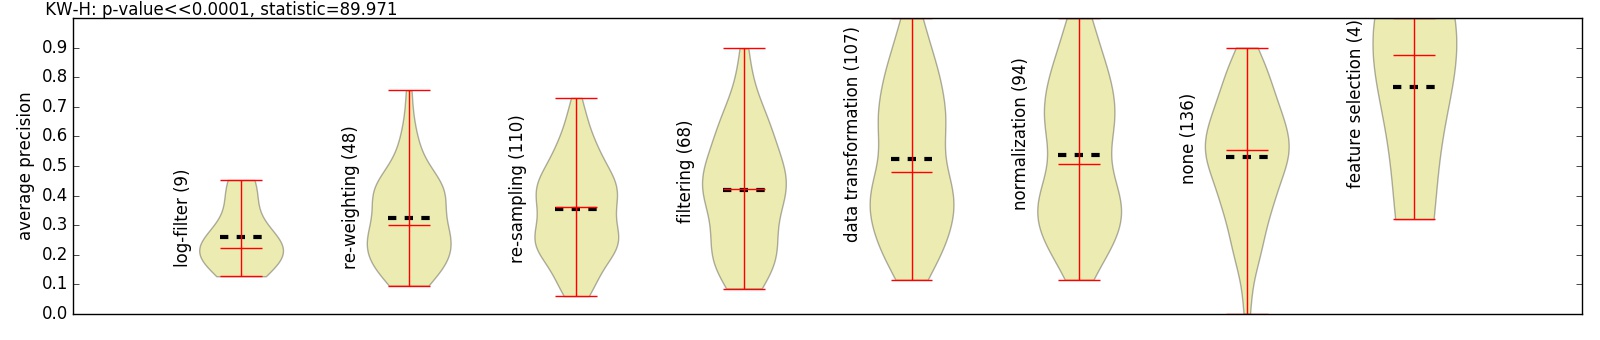 KW-H: p-value<<0.0001, statistic=89.971
average precision
0.9
0.8
0.7
0.6
0.5
0.4
0.3
0.2
0.1
0.0
log-filter (9)
re-weighting (48)
re-sampling (110)
filtering (68)
data transformation (107)
normalization (94)
none (136)
feature selection (4)